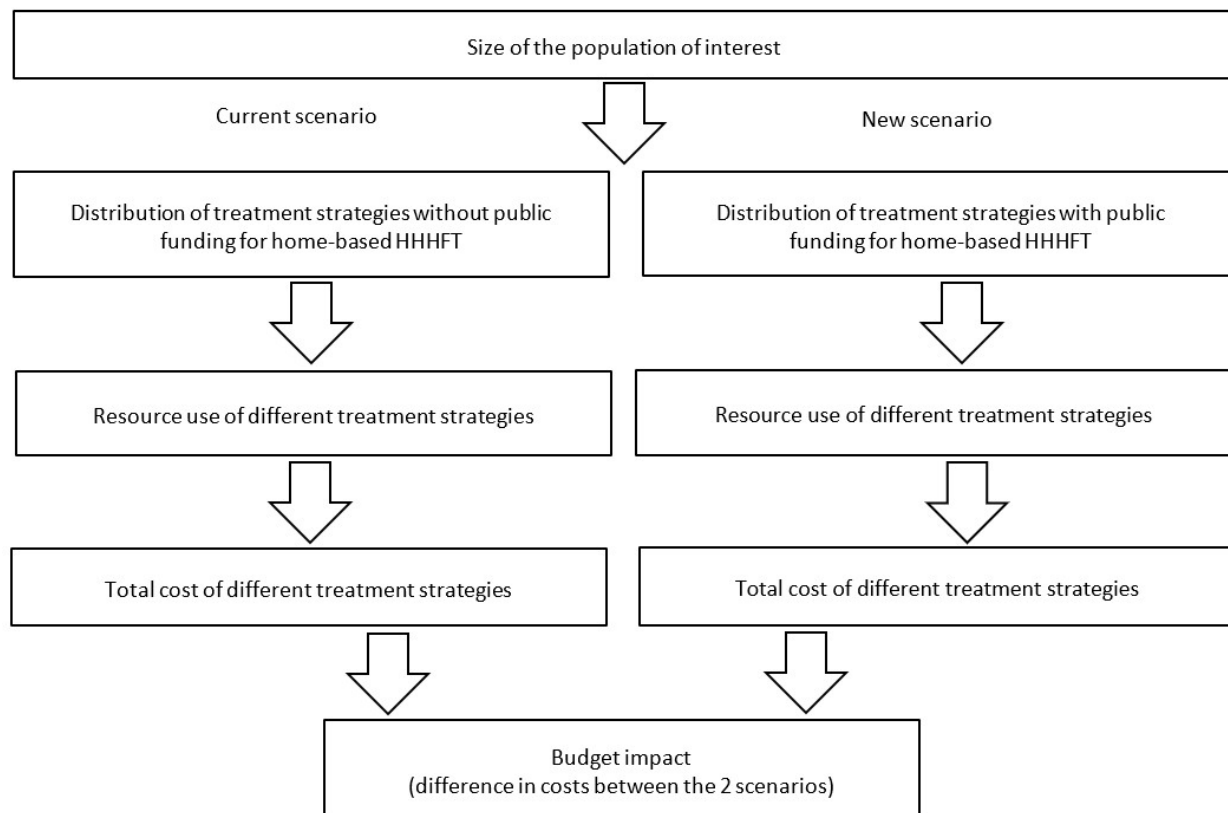 Size of the population of interest
Current scenario
New scenario
Distribution of treatment strategies without public
funding for home-based HHHFT
Distribution of treatment strategies with public
funding for home-based HHHFT
Resource use of different treatment strategies
Resource use of different treatment strategies
Total cost of different treatment strategies
Total cost of different treatment strategies
Budget impact
(difference in costs between the 2 scenarios)